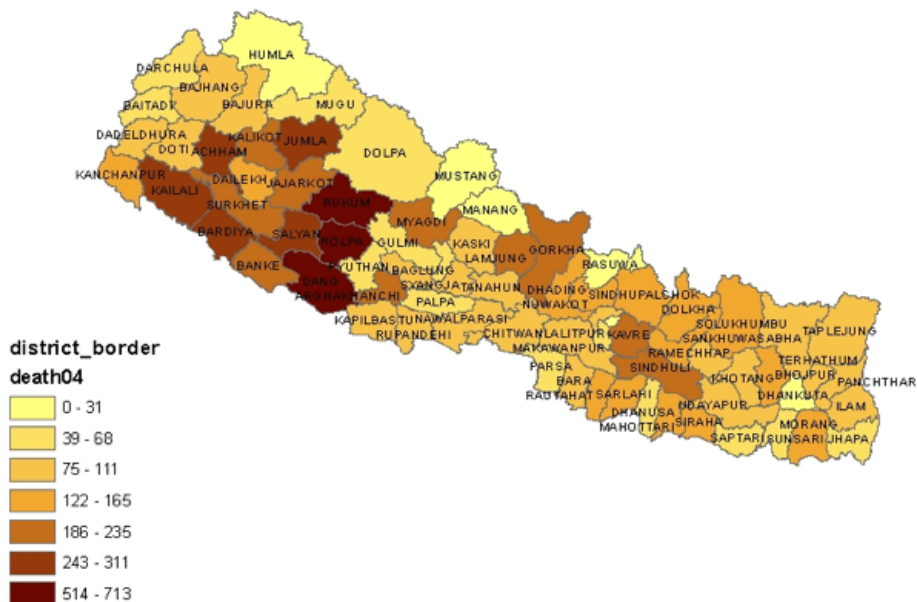 HUMLA
DARCHULA
BAJHANG
BAITADI
BAJURA
MUGU
DADELDHURA
KALIKOT
JUMLA
DOTI
ACHHAM
DOLPA
KANCHANPUR
DAILEKH
JAJARKOT
MUSTANG
KAILALI
SURKHET
RUKUM
MANANG
BARDIYA
SALYAN
ROLPA
MYAGDI
GULMI
KASKI
GORKHA
BANKE
PYUTHAN
BAGLUNG
LAMJUNG
RASUWA
DANG
SYANGJA
TANAHUN
DHADING
SINDHUPALCHOK
ARGHAKHANCHI
PALPA
NUWAKOT
DOLKHA
KAPILBASTU
NAWALPARASI
CHITWAN
LALITPUR
KAVRE
SOLUKHUMBU
SANKHUWASABHA
TAPLEJUNG
RUPANDEHI
MAKAWANPUR
RAMECHHAP
TERHATHUM
PARSA
SINDHULI
KHOTANG
BHOJPUR
PANCHTHAR
BARA
RAUTAHAT
SARLAHI
DHANKUTA
DHANUSA
UDAYAPUR
ILAM
MAHOTTARI
SIRAHA
MORANG
SAPTARI
SUNSARI
JHAPA
district_border
death04
0 - 31
39 - 68
75 - 111
122 - 165
186 - 235
243 - 311
514 - 713